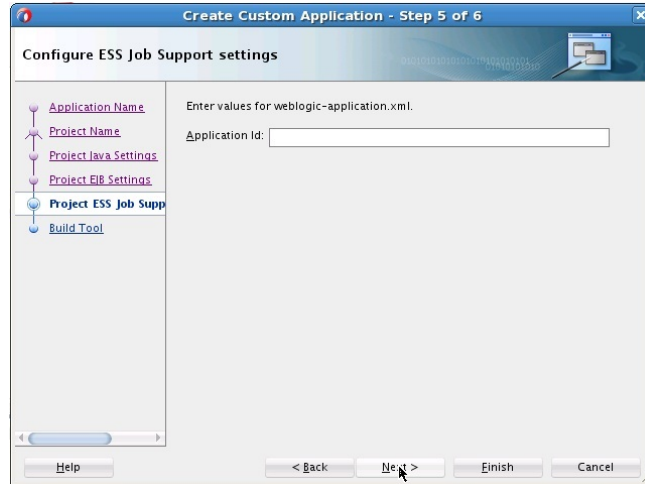 Create Custom Application - Step 5 of 6
Configure ESS Job Support settings
Application Name
Project Name
Project Java Settings
Project EJB Settings
Project ESS Job Supp
Build Tool
Enter values for weblogic-application.xml.
Application Id:
Help
< Back
Next >
Finish
Cancel